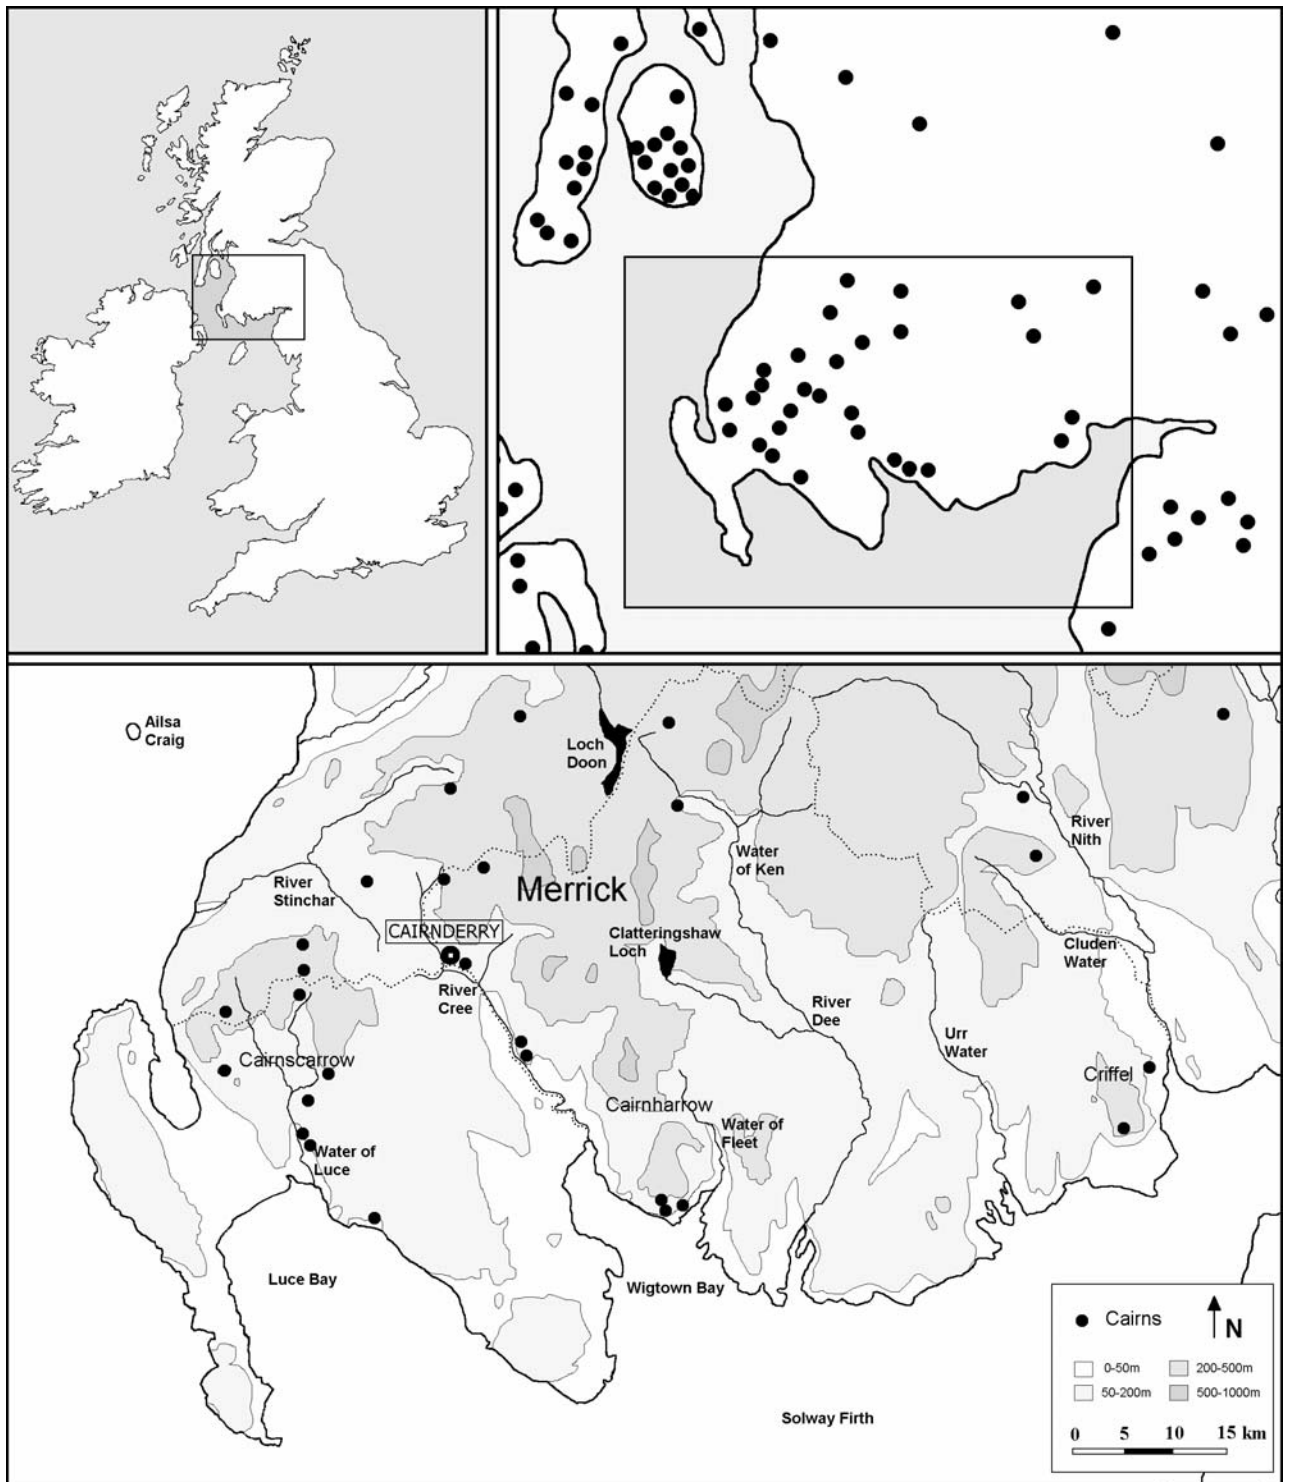 Ailsa
Craig
Loch
Doon
River
Nith
Water
of Ken
River
Stinchar
Merrick
CAIRNDERRY
Clatteringshaw
Loch
Cluden
Water
River
Cree
River
Dee
Urr
Water
Cairnscarrow
Criffel
Cairnharrow
Water of
Fleet
Water of
Luce
Luce Bay
Wigtown Bay
Solway Firth
Cairns
N
0-50m
200-500m
50-200m
500-1000m
0 5 10 15 km